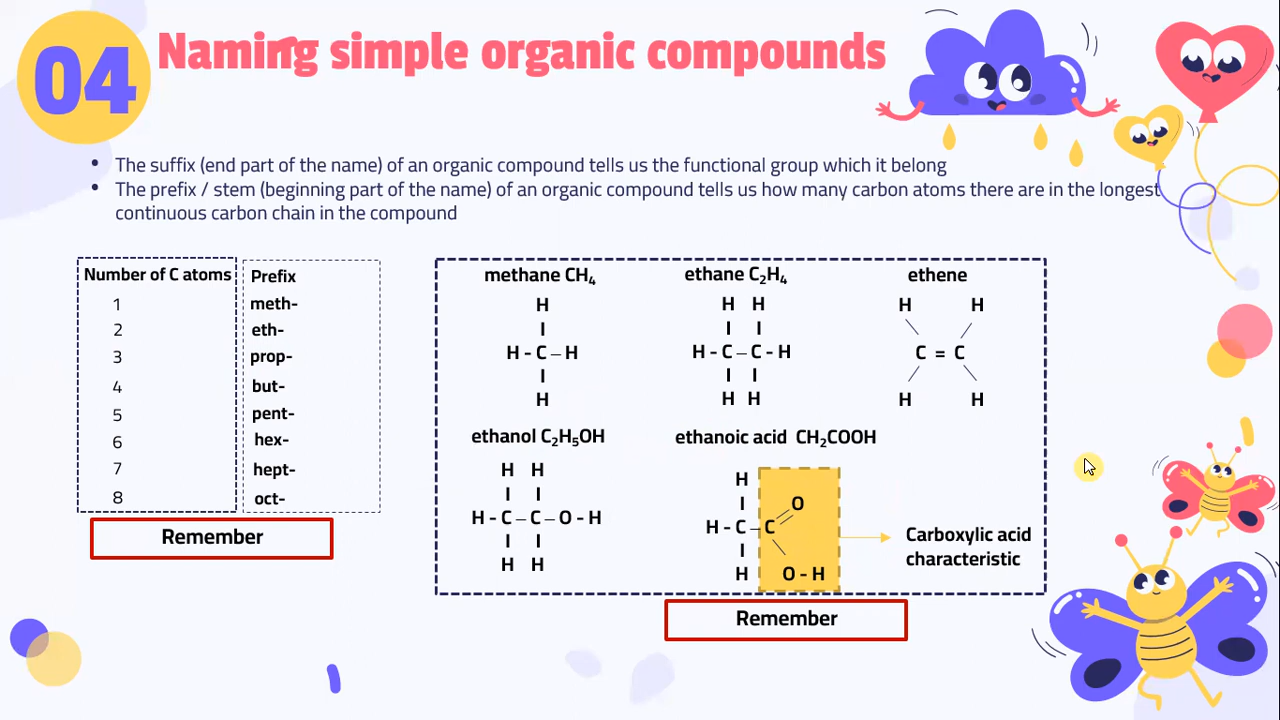 04
Naming simple organic compounds
• The suffix (end part of the name) of an organic compound tells us the functional group which it belong
• The prefix / stem (beginning part of the name) of an organic compound tells us how many carbon atoms there are in the longest
continuous carbon chain in the compound
Number of C atoms Prefix
1 meth-
2 eth-
3 prop-
4 but-
5 pent-
6 hex-
7 hept-
8 oct-
Remember
methane CH₄
H
H - C – H
H
ethane C₂H₄
H H
H - C – C - H
H H
ethene
H H
C = C
H H
ethanol C₂H₅OH
H H
H - C – C – O - H
H H
ethanoic acid CH₂COOH
H
O
H - C – C
H O - H
Carboxylic acid
characteristic
Remember